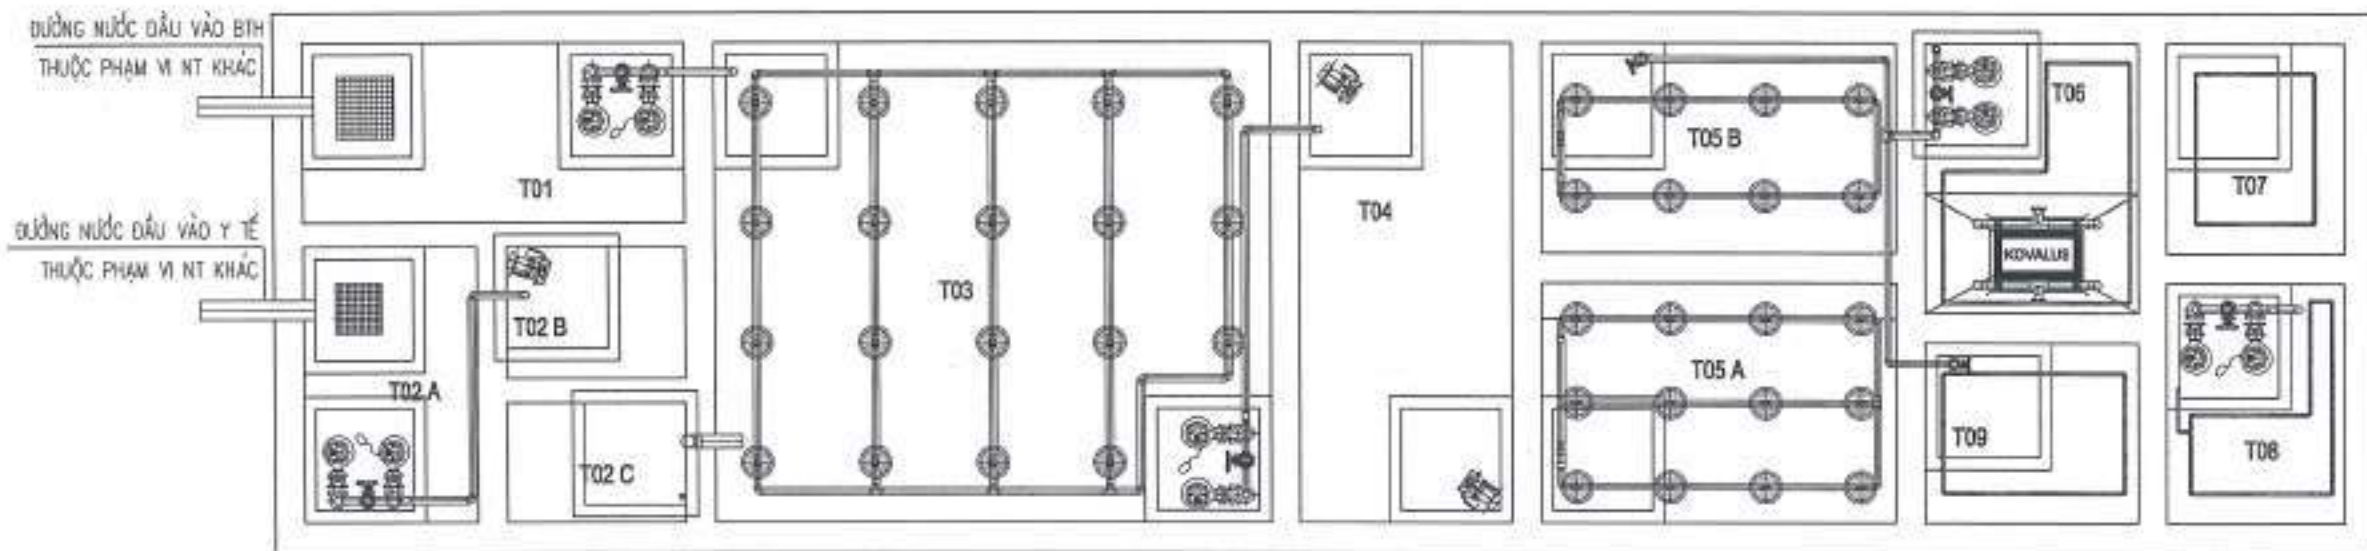 ĐƯỜNG NƯỚC ĐẦU VÀO BTH
THUỘC PHẠM VI NT KHÁC
T01
ĐƯỜNG NƯỚC ĐẦU VÀO Y TẾ
THUỘC PHẠM VI NT KHÁC
T02 A
T02 B
T02 C
T03
T04
T05 B
T05 A
T06
KOVALUS
T07
T09
T08